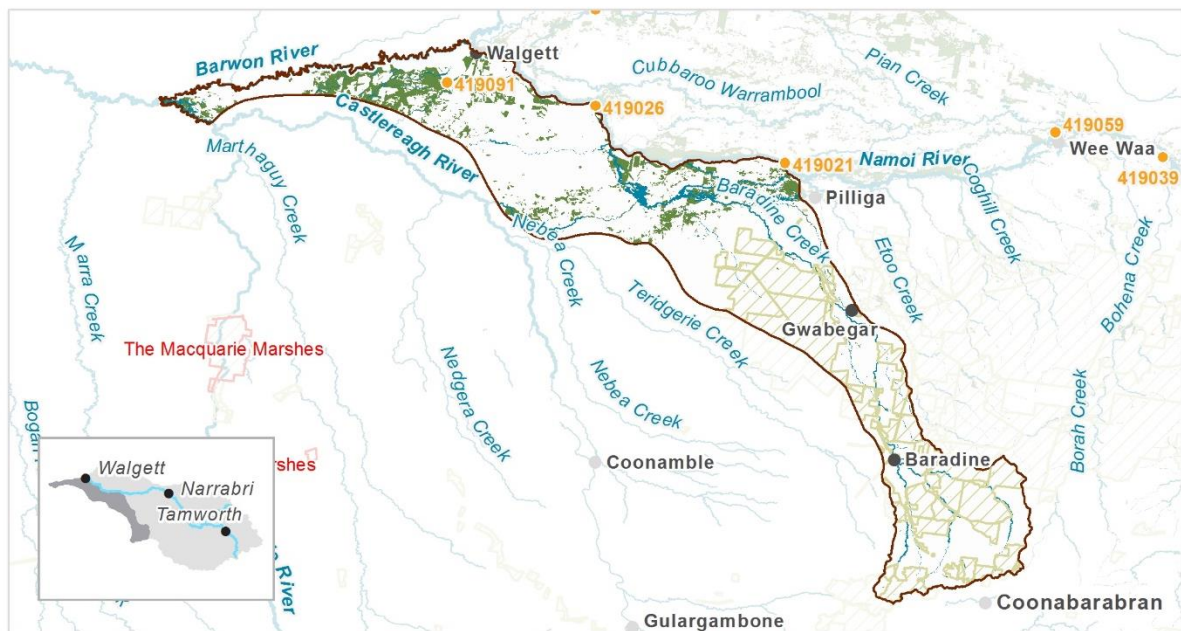 Barwon River
Walgett
419091
Cubbaroo Warrambool
Pian Creek
419026
Castlereagh River
419059
Wee Waa
419039
Marthaguy Creek
419021
Namoi River
Pilliga
Baradine Creek
Coghill Creek
Nebea Creek
Etoo Creek
Marra Creek
Bohena Creek
Teridgerie Creek
Gwabegar
The Macquarie Marshes
Nedgera Creek
Nebea Creek
Borah Creek
Coonamble
Baradine
Walgett
Narrabri
Tamworth
River
Coonabarabran
Gulargambone